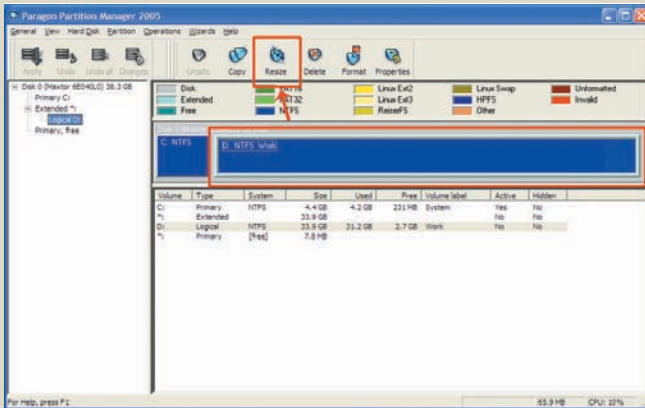 Paragon Partition Manager 2005
General View Hard Disk Partition Operations Wizards Help
Apply Undo Undo all Changes Create Copy Resize Delete Format Properties
Disk 0 (Maxtor 6E040L0) 38.3 GB
Primary C:
Extended *:
Logical D:
Primary, free
Disk FAT16 Linux Ext2 Linux Swap Unformatted
Extended FAT32 Linux Ext3 HPFS Invalid
Free NTFS ReiserFS Other
C: NTFS
D: NTFS Work
Volume Type System Size Used Free Volume label Active Hidden
C: Primary NTFS 4.4 GB 4.2 GB 231 MB System Yes No
*: Extended 33.9 GB No No
D: Logical NTFS 33.9 GB 31.2 GB 2.7 GB Work No No
*: Primary [free] 7.8 MB
For Help, press F1
65.9 MB CPU: 10%